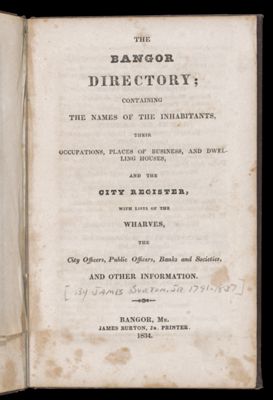 THE
BANGOR
DIRECTORY;
CONTAINING
THE NAMES OF THE INHABITANTS,
THEIR
OCCUPATIONS, PLACES OF BUSINESS, AND DWEL-
LING HOUSES,
AND THE
CITY REGISTER,
WITH LISTS OF THE
WHARVES,
THE
City Officers, Public Officers, Banks and Societies,
AND OTHER INFORMATION.
[By JAMES BURTON, JR 1791-1837]
BANGOR, ME.
JAMES BURTON, JR. PRINTER.
1834.